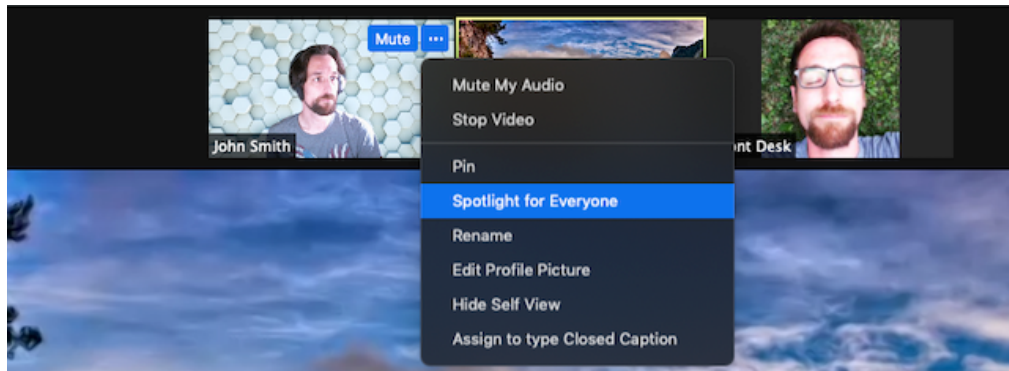 Mute ...
John Smith
Mute My Audio
Stop Video
Pin
Spotlight for Everyone
Rename
Edit Profile Picture
Hide Self View
Assign to type Closed Caption
Desk